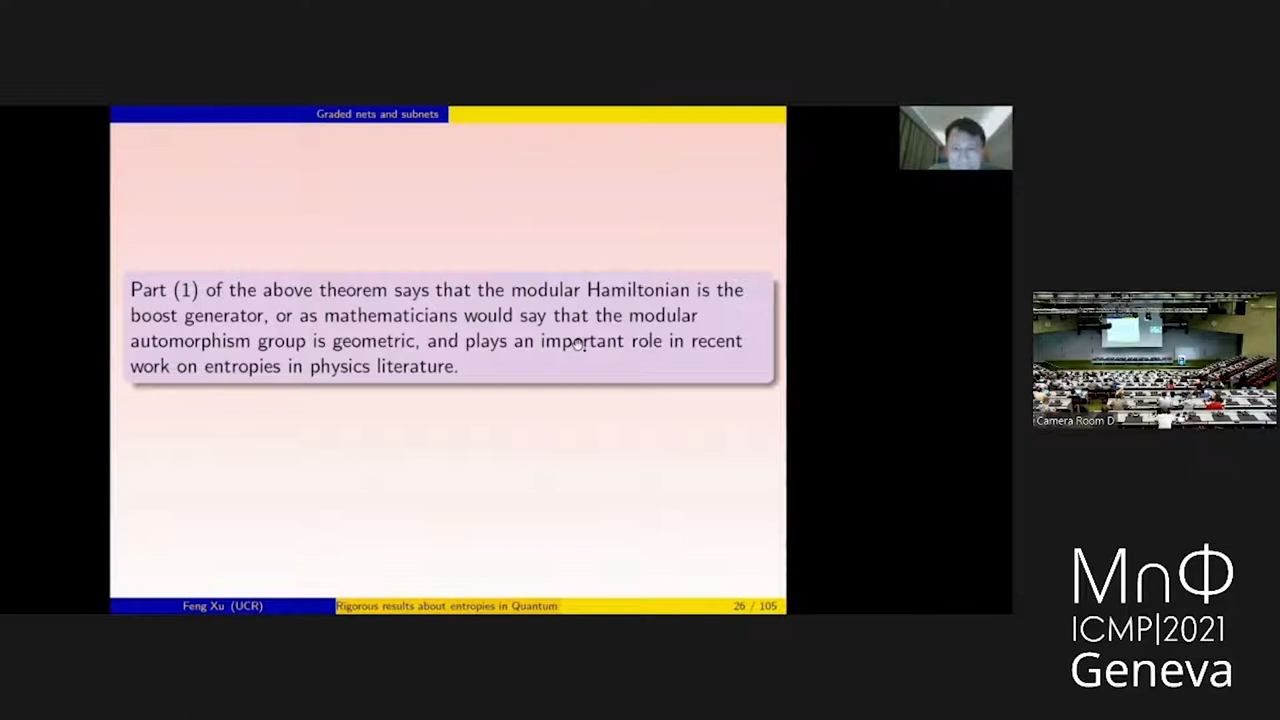 Graded nets and subnets
Part (1) of the above theorem says that the modular Hamiltonian is the
boost generator, or as mathematicians would say that the modular
automorphism group is geometric, and plays an important role in recent
work on entropies in physics literature.
Feng Xu (UCR)
Rigorous results about entropies in Quantum
26 / 105
Camera Room D
MпΦ
ICMP|2021
Geneva